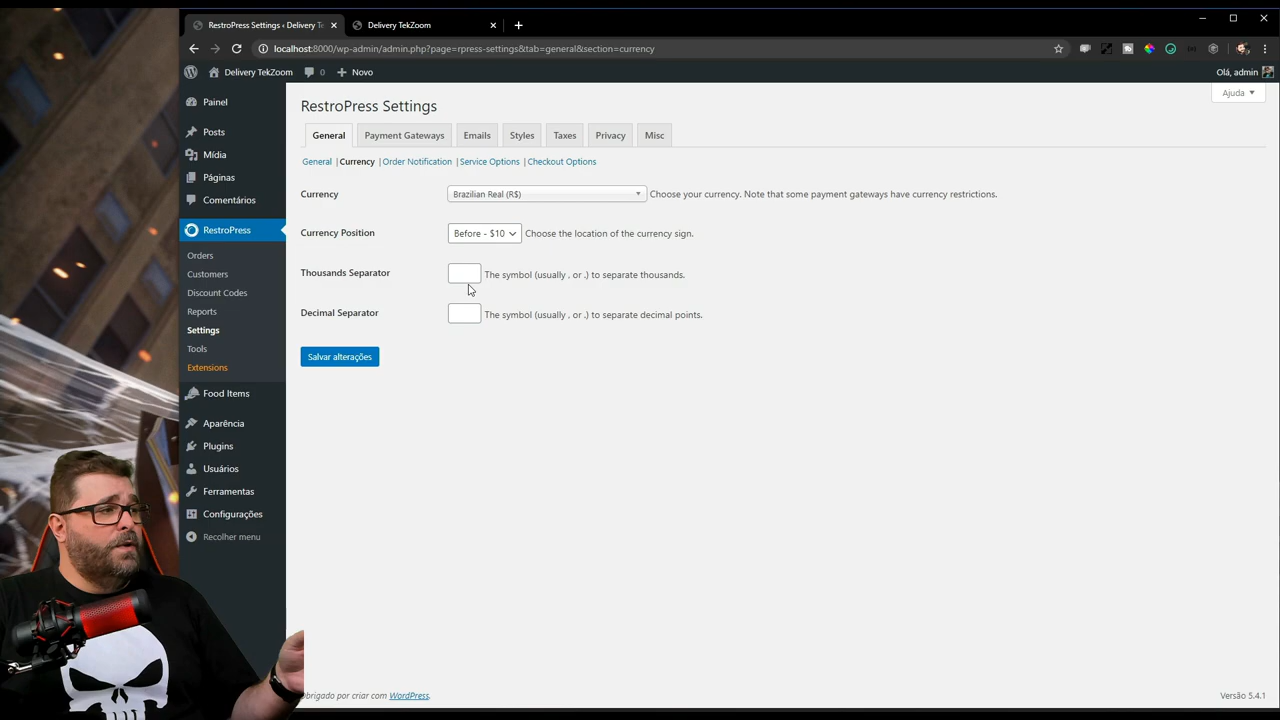 RestroPress Settings ‹ Delivery T
Delivery TekZoom
localhost:8000/wp-admin/admin.php?page=rpress-settings&tab=general&section=currency
Delivery TekZoom
0
Novo
Olá, admin
Ajuda
Painel
Posts
Mídia
Páginas
Comentários
RestroPress
Orders
Customers
Discount Codes
Reports
Settings
Tools
Extensions
Food Items
Aparência
Plugins
Usuários
Ferramentas
Configurações
Recolher menu
RestroPress Settings
General Payment Gateways Emails Styles Taxes Privacy Misc
General | Currency | Order Notification | Service Options | Checkout Options
Currency Brazilian Real (R$) Choose your currency. Note that some payment gateways have currency restrictions.
Currency Position Before - $10 Choose the location of the currency sign.
Thousands Separator The symbol (usually , or .) to separate thousands.
Decimal Separator The symbol (usually , or .) to separate decimal points.
Salvar alterações
Obrigado por criar com WordPress.
Versão 5.4.1